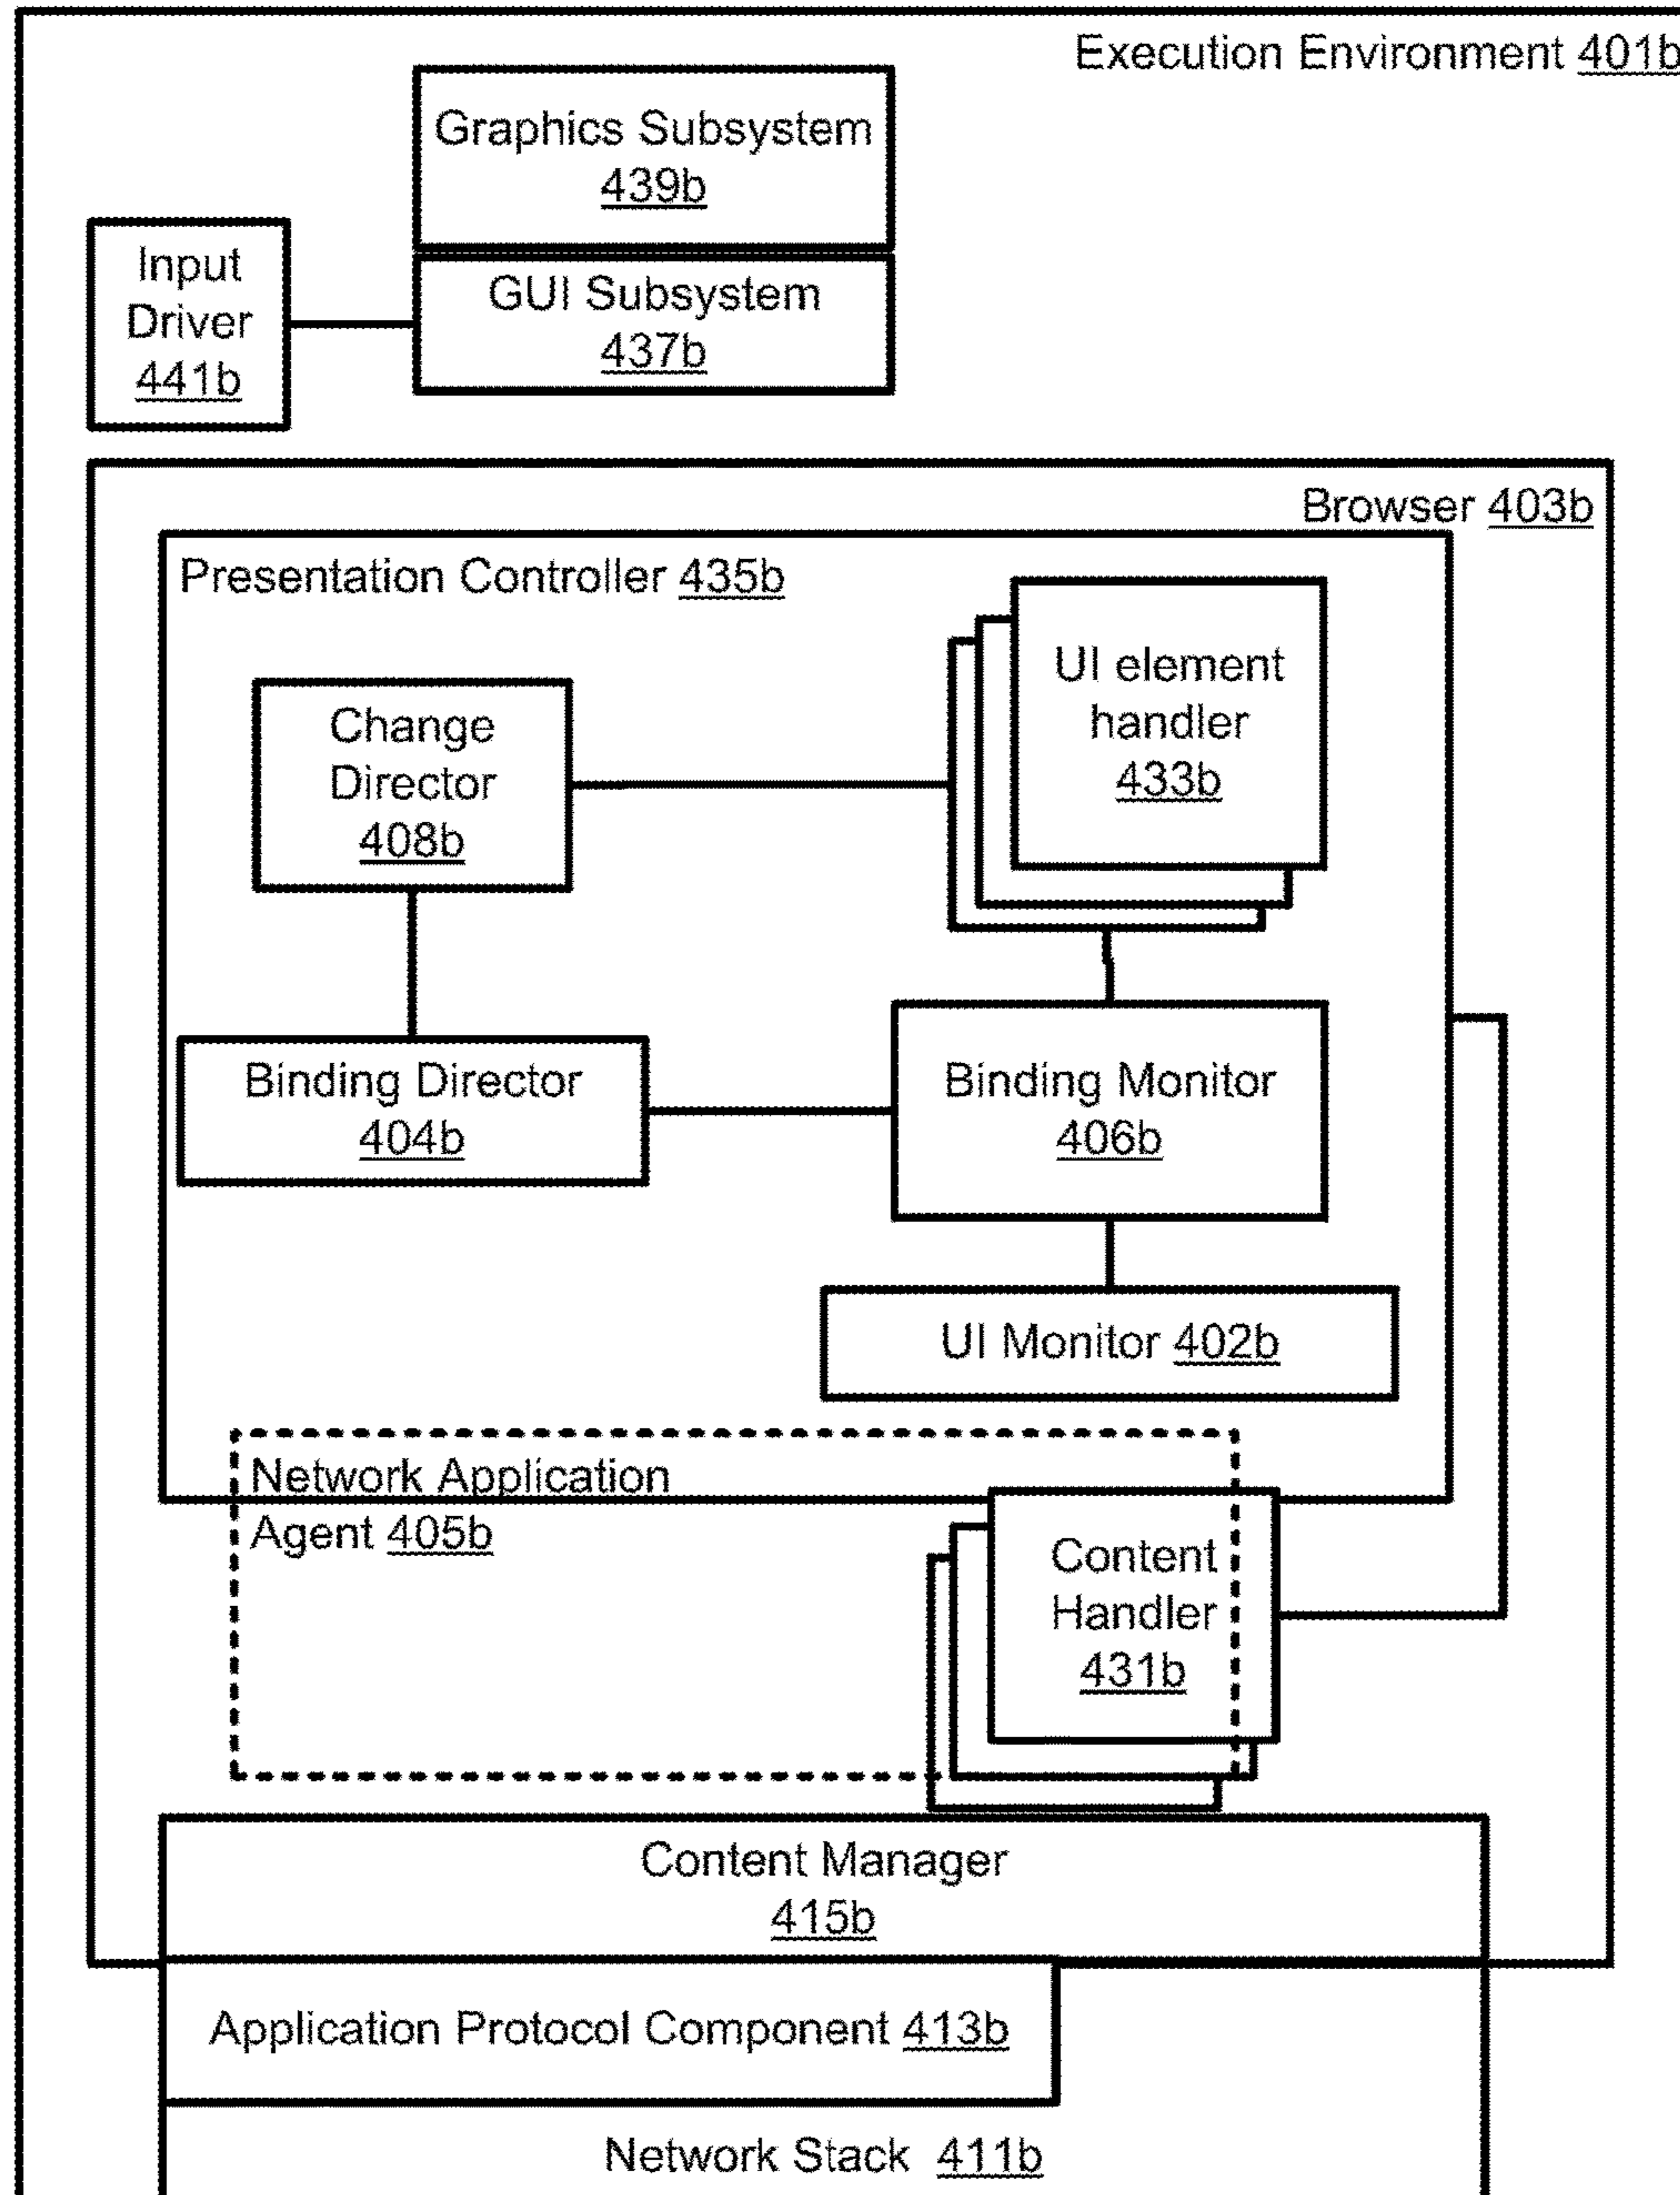 Execution Environment 401b
Graphics Subsystem
439b
Input
Driver
441b
GUI Subsystem
437b
Browser 403b
Presentation Controller 435b
UI element
handler
433b
Change
Director
408b
Binding Director
404b
Binding Monitor
406b
UI Monitor 402b
Network Application
Agent 405b
Content
Handler
431b
Content Manager
415b
Application Protocol Component 413b
Network Stack 411b